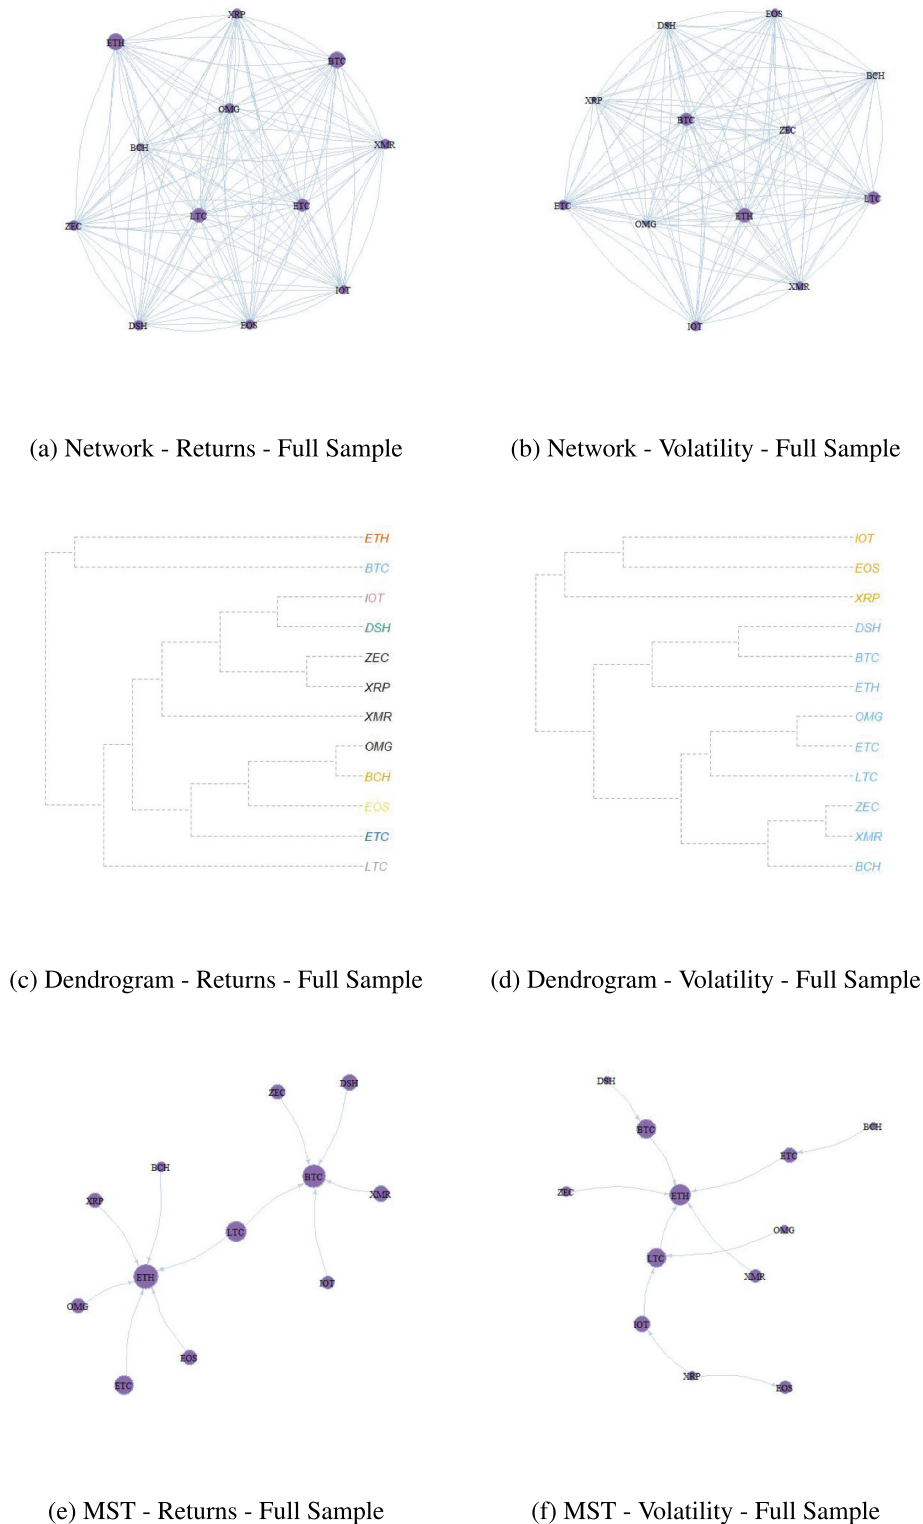 XRP
ETH
BTC
OMG
BCH
XMR
LTC
ETC
ZEC
IOT
DSH
EOS
EOS
DSH
BCH
XRP
BTC
ZEC
ETC
LTC
OMG
ETH
XMR
IOT
(a) Network - Returns - Full Sample
(b) Network - Volatility - Full Sample
ETH
BTC
IOT
DSH
ZEC
XRP
XMR
OMG
BCH
EOS
ETC
LTC
IOT
EOS
XRP
DSH
BTC
ETH
OMG
ETC
LTC
ZEC
XMR
BCH
(c) Dendrogram - Returns - Full Sample
(d) Dendrogram - Volatility - Full Sample
DSH
ZEC
BCH
BTC
XMR
XRP
LTC
ETH
IOT
OMG
EOS
ETC
DSH
BTC
BCH
ETC
ZEC
ETH
OMG
LTC
XMR
IOT
XRP
EOS
(e) MST - Returns - Full Sample
(f) MST - Volatility - Full Sample